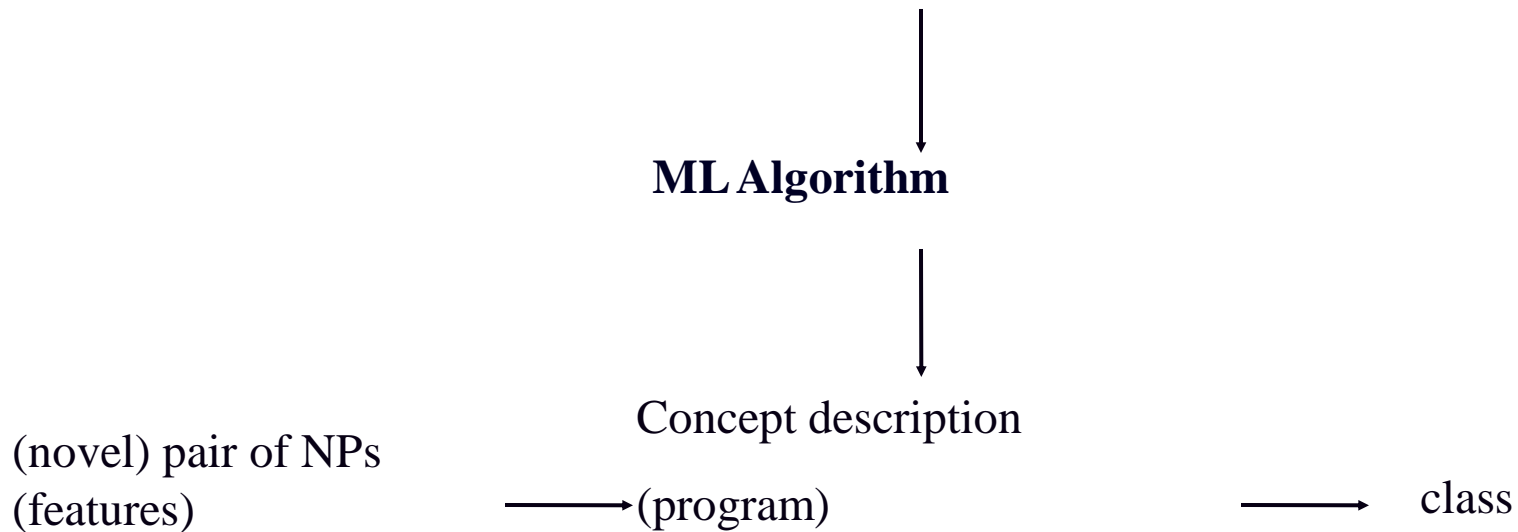 ML Algorithm
Concept description
(novel) pair of NPs
(features)
(program)
class